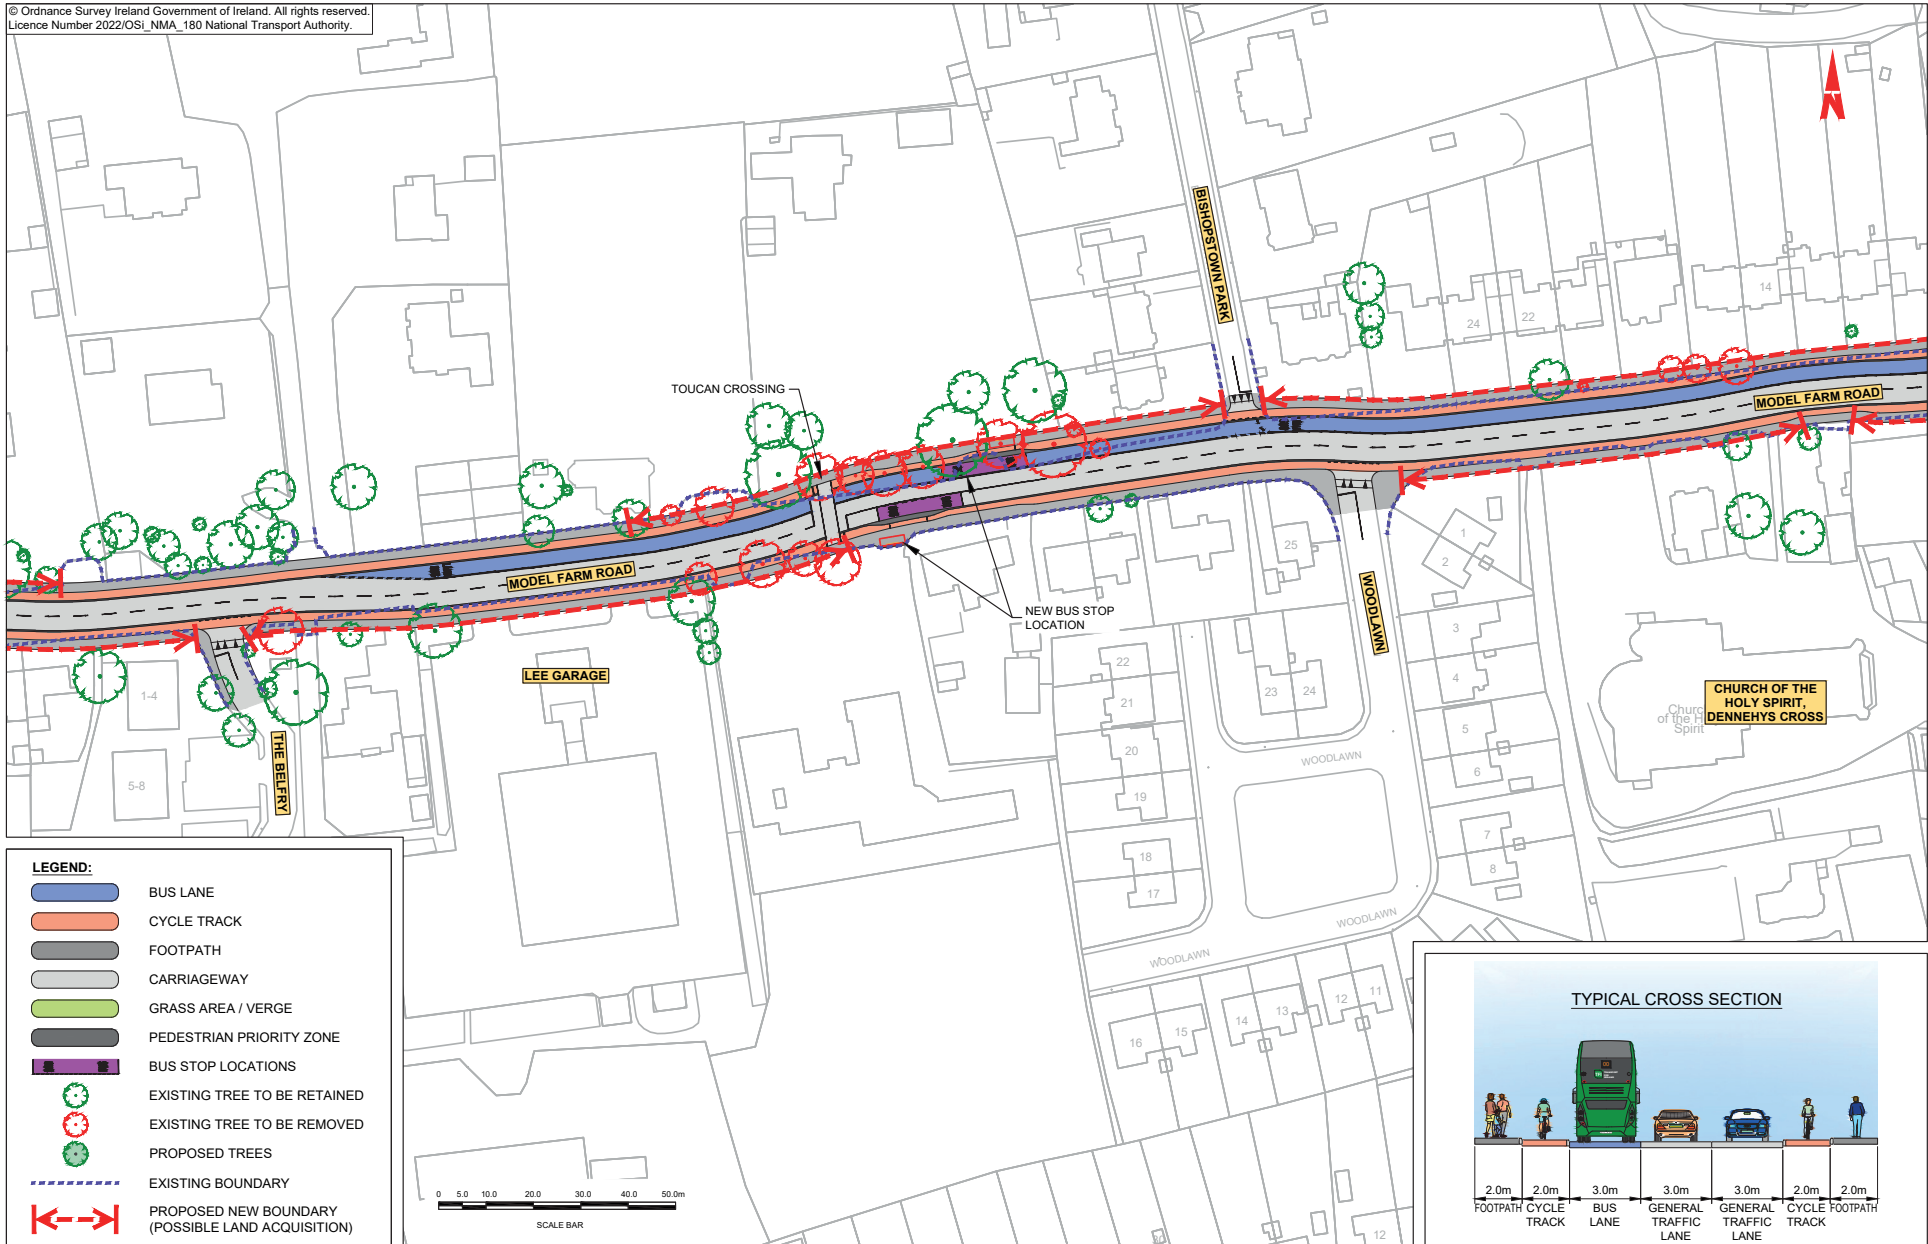 © Ordnance Survey Ireland Government of Ireland. All rights reserved.
Licence Number 2022/OSi_NMA_180 National Transport Authority.
N
BISHOPSTOWN PARK
14
24
22
TOUCAN CROSSING
MODEL FARM ROAD
MODEL FARM ROAD
NEW BUS STOP
LOCATION
25
1
2
WOODLAWN
3
4
5
6
7
8
LEE GARAGE
22
21
20
19
18
17
23
24
WOODLAWN
WOODLAWN
WOODLAWN
16
15
14
13
12
11
12
CHURCH OF THE
HOLY SPIRIT,
DENNEHYS CROSS
Churc
of the H
Spirit
1-4
5-8
THE BELFRY
LEGEND:
BUS LANE
CYCLE TRACK
FOOTPATH
CARRIAGEWAY
GRASS AREA / VERGE
PEDESTRIAN PRIORITY ZONE
BUS STOP LOCATIONS
EXISTING TREE TO BE RETAINED
EXISTING TREE TO BE REMOVED
PROPOSED TREES
EXISTING BOUNDARY
PROPOSED NEW BOUNDARY
(POSSIBLE LAND ACQUISITION)
0 5.0 10.0 20.0 30.0 40.0 50.0m
SCALE BAR
TYPICAL CROSS SECTION
2.0m 2.0m 3.0m 3.0m 3.0m 2.0m 2.0m
FOOTPATH CYCLE BUS GENERAL GENERAL CYCLE FOOTPATH
TRACK LANE TRAFFIC TRAFFIC TRACK
LANE LANE